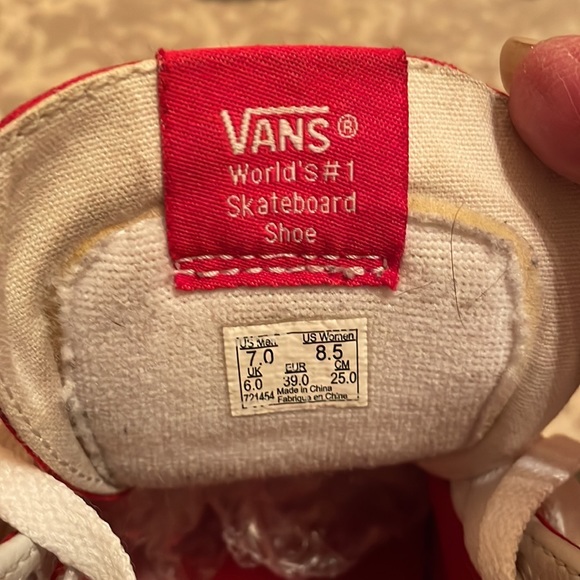 VANS®
World's #1
Skateboard
Shoe
US Men US Women
7.0 8.5
UK EUR CM
6.0 39.0 25.0
721454 Made in China
Fabriqué en Chine